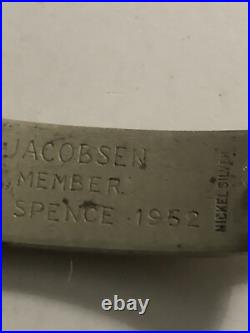 JACOBSEN
MEMBER
SPENCE · 1952
NICKEL SILVER